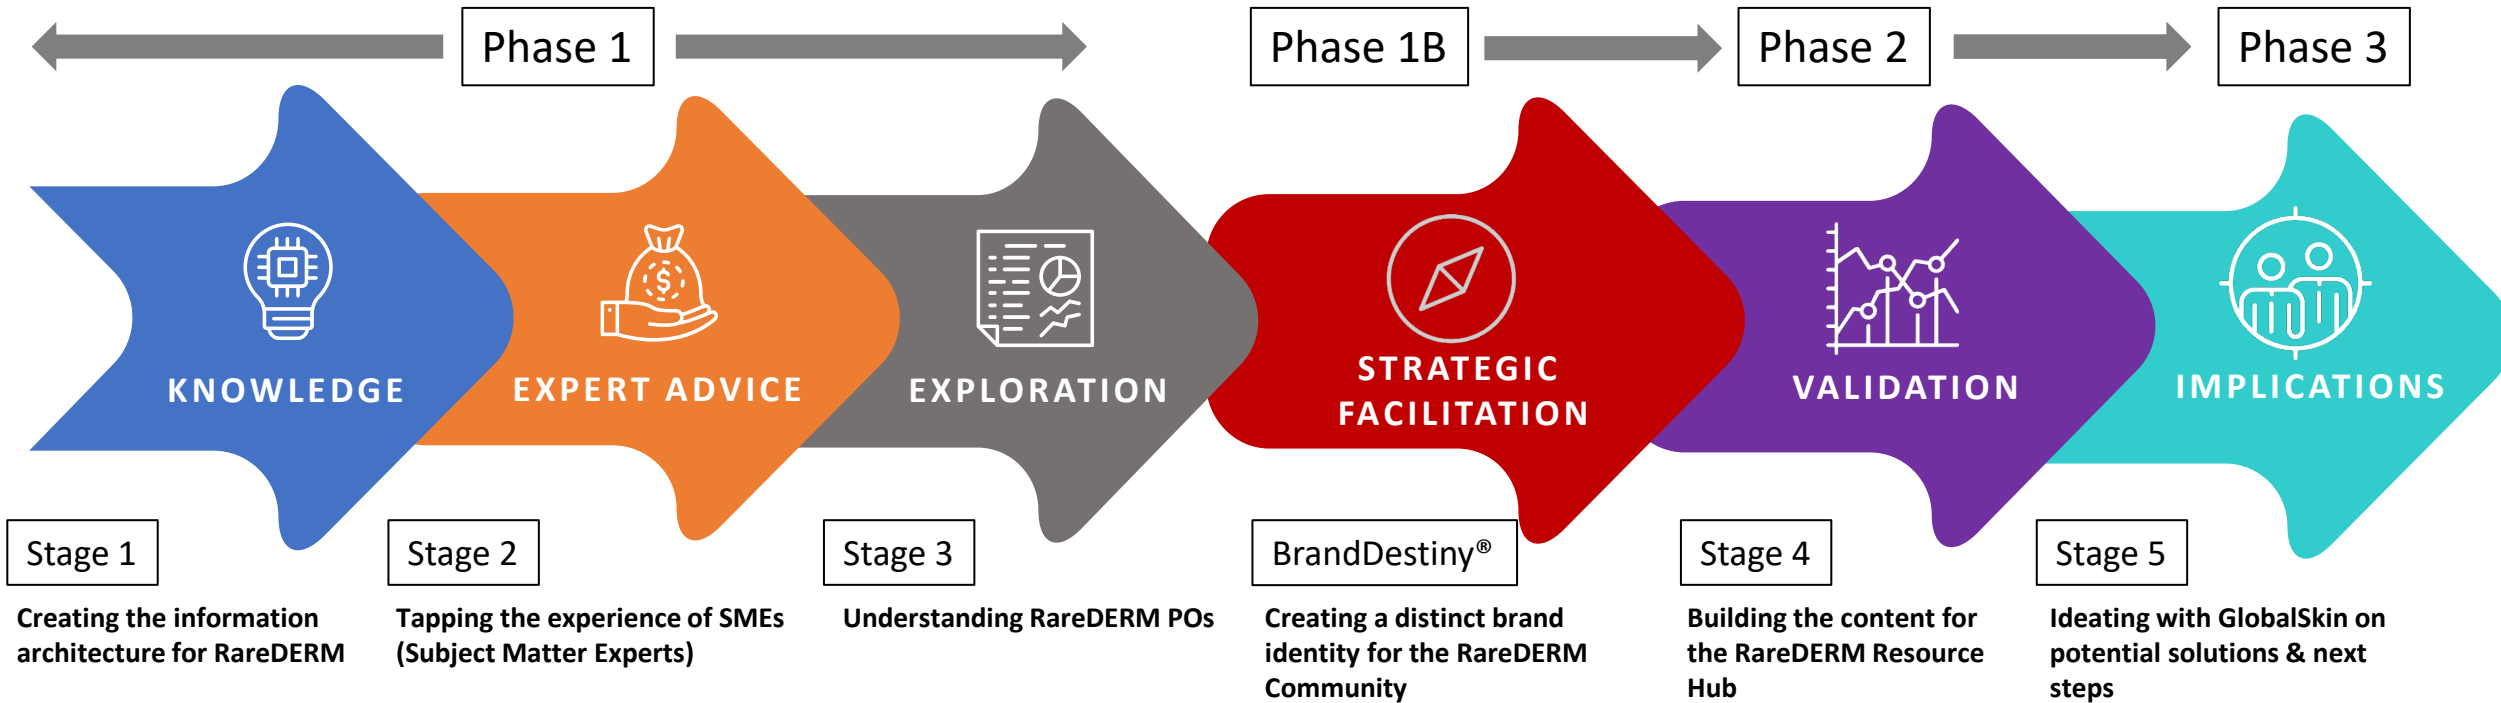 Phase 1
Phase 1B
Phase 2
Phase 3
KNOWLEDGE
EXPERT ADVICE
EXPLORATION
STRATEGIC
FACILITATION
VALIDATION
IMPLICATIONS
Stage 1
Creating the information
architecture for RareDERM
Stage 2
Tapping the experience of SMEs
(Subject Matter Experts)
Stage 3
Understanding RareDERM POs
BrandDestiny®
Creating a distinct brand
identity for the RareDERM
Community
Stage 4
Building the content for
the RareDERM Resource
Hub
Stage 5
Ideating with GlobalSkin on
potential solutions & next
steps